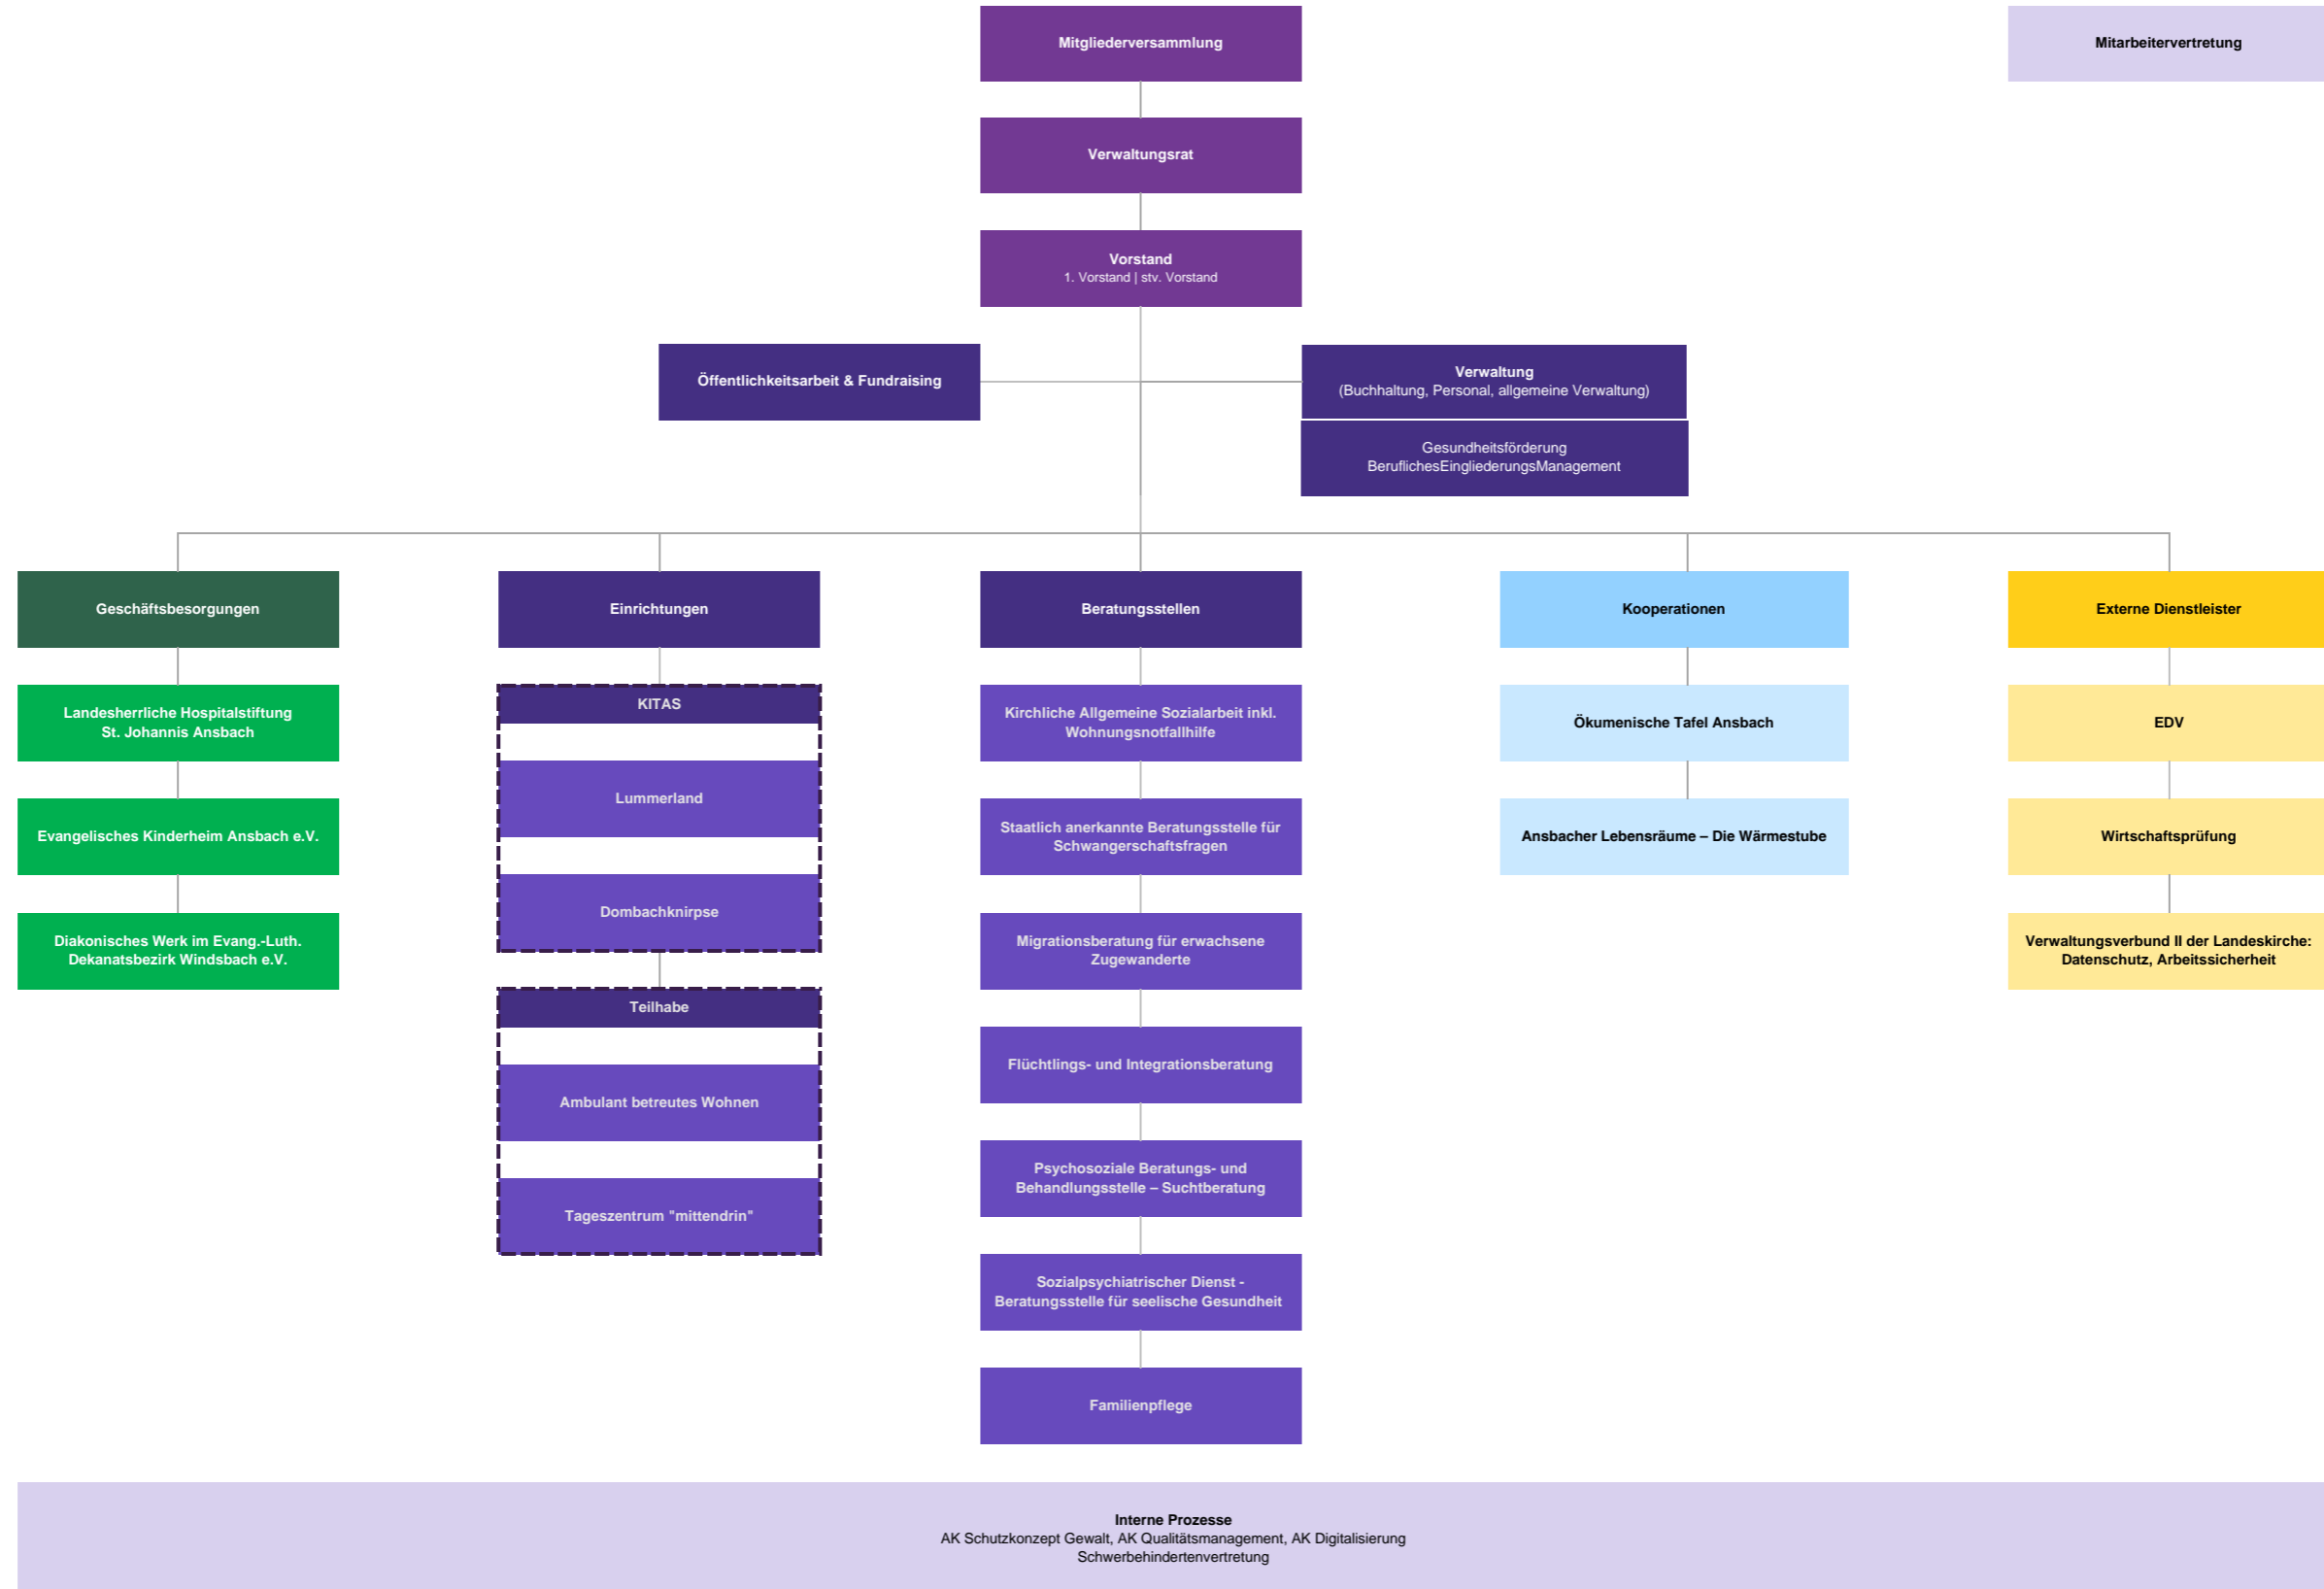 Mitgliederversammlung
Mitarbeitervertretung
Verwaltungsrat
Vorstand
1. Vorstand | stv. Vorstand
Öffentlichkeitsarbeit & Fundraising
Verwaltung
(Buchhaltung, Personal, allgemeine Verwaltung)
Gesundheitsförderung
BeruflichesEingliederungsManagement
Geschäftsbesorgungen
Landesherrliche Hospitalstiftung
St. Johannis Ansbach
Evangelisches Kinderheim Ansbach e.V.
Diakonisches Werk im Evang.-Luth.
Dekanatsbezirk Windsbach e.V.
Einrichtungen
KITAS
Lummerland
Dombachknirpse
Teilhabe
Ambulant betreutes Wohnen
Tageszentrum "mittendrin"
Beratungsstellen
Kirchliche Allgemeine Sozialarbeit inkl.
Wohnungsnotfallhilfe
Staatlich anerkannte Beratungsstelle für
Schwangerschaftsfragen
Migrationsberatung für erwachsene
Zugewanderte
Flüchtlings- und Integrationsberatung
Psychosoziale Beratungs- und
Behandlungsstelle – Suchtberatung
Sozialpsychiatrischer Dienst -
Beratungsstelle für seelische Gesundheit
Familienpflege
Kooperationen
Ökumenische Tafel Ansbach
Ansbacher Lebensräume – Die Wärmestube
Externe Dienstleister
EDV
Wirtschaftsprüfung
Verwaltungsverbund II der Landeskirche:
Datenschutz, Arbeitssicherheit
Interne Prozesse
AK Schutzkonzept Gewalt, AK Qualitätsmanagement, AK Digitalisierung
Schwerbehindertenvertretung